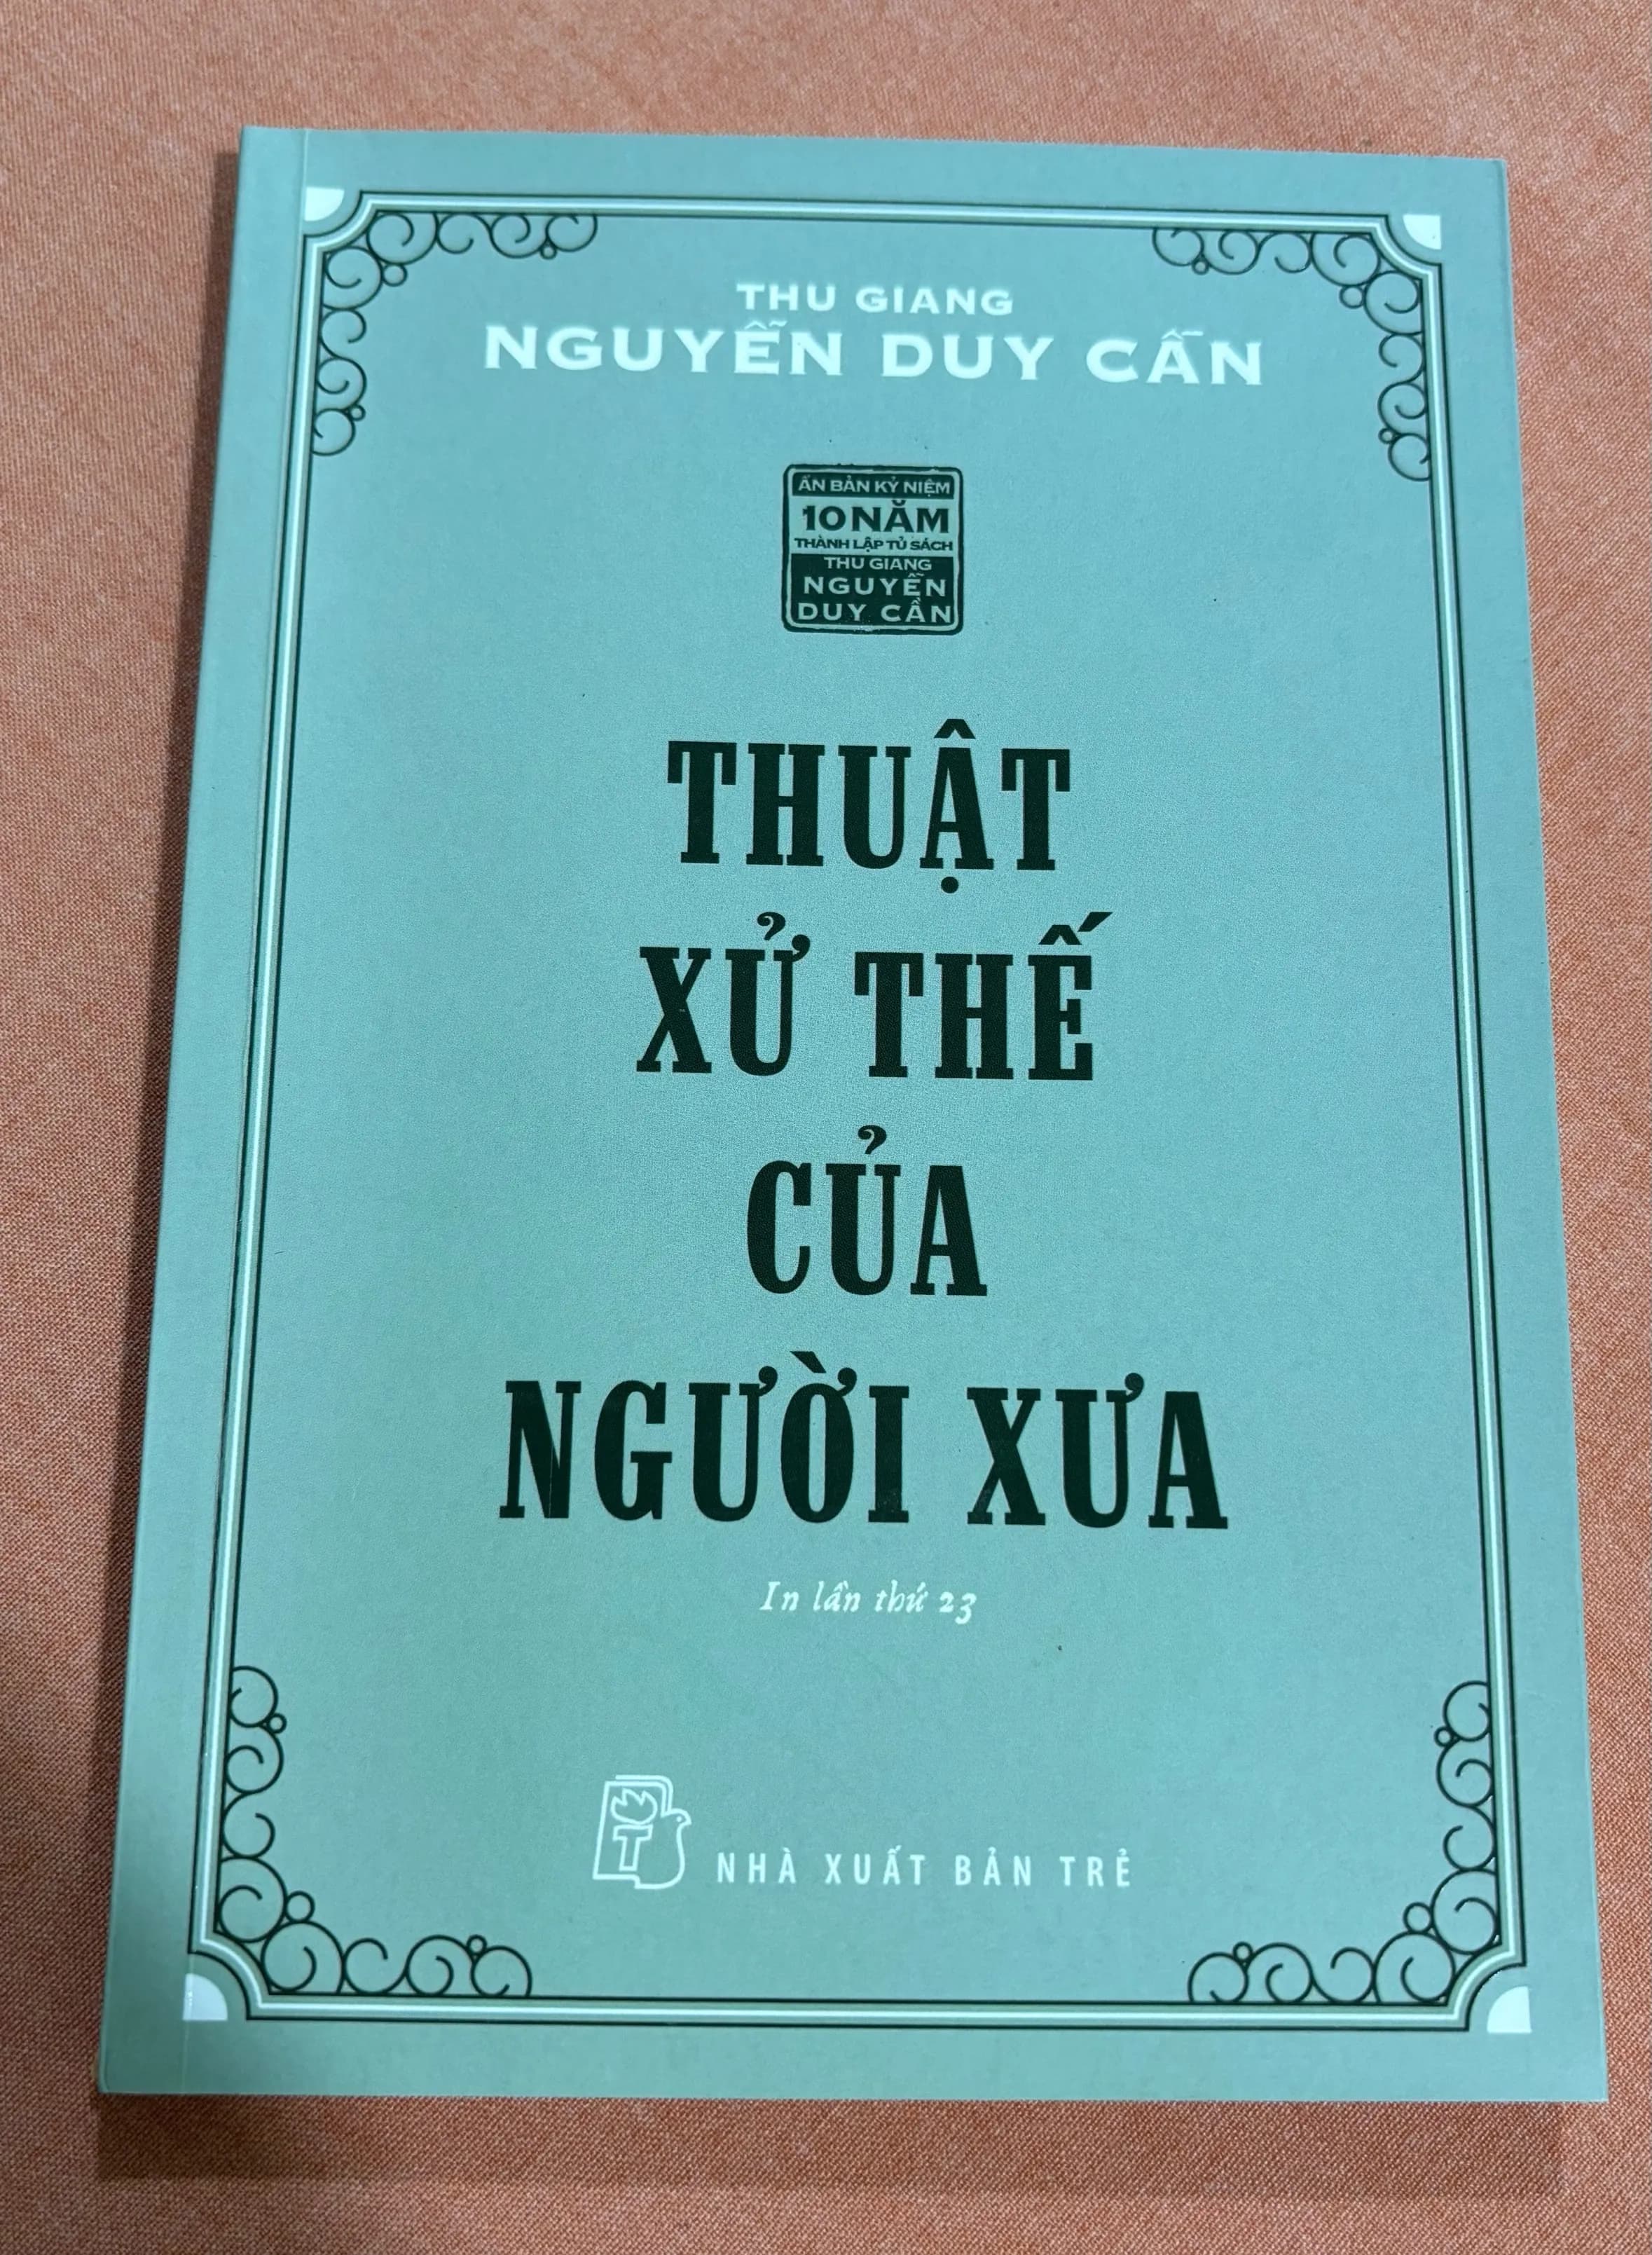 THU GIANG
NGUYỄN DUY CẦN
ẤN BẢN KỶ NIỆM
10 NĂM
THÀNH LẬP TỦ SÁCH
THU GIANG
NGUYỄN
DUY CẦN
THUẬT
XỬ THẾ
CỦA
NGƯỜI XƯA
In lần thứ 23
T
NHÀ XUẤT BẢN TRẺ